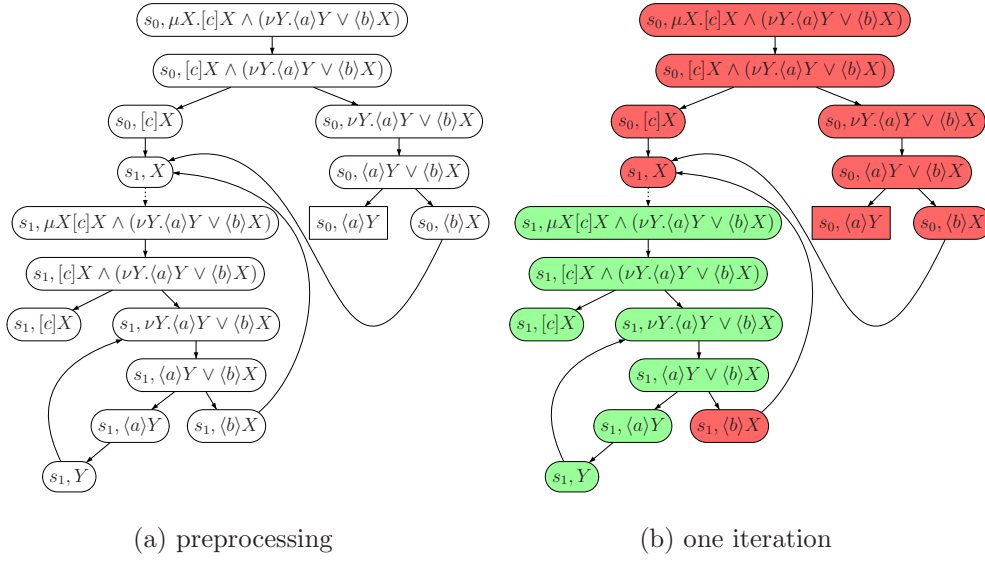 s₀, μX.[c]X ∧ (νY.⟨a⟩Y ∨ ⟨b⟩X)
s₀, [c]X ∧ (νY.⟨a⟩Y ∨ ⟨b⟩X)
s₀, [c]X
s₀, νY.⟨a⟩Y ∨ ⟨b⟩X
s₁, X
s₀, ⟨a⟩Y ∨ ⟨b⟩X
s₁, μX[c]X ∧ (νY.⟨a⟩Y ∨ ⟨b⟩X)
s₀, ⟨a⟩Y
s₀, ⟨b⟩X
s₁, [c]X ∧ (νY.⟨a⟩Y ∨ ⟨b⟩X)
s₁, [c]X
s₁, νY.⟨a⟩Y ∨ ⟨b⟩X
s₁, ⟨a⟩Y ∨ ⟨b⟩X
s₁, ⟨a⟩Y
s₁, ⟨b⟩X
s₁, Y
(a) preprocessing
s₀, μX.[c]X ∧ (νY.⟨a⟩Y ∨ ⟨b⟩X)
s₀, [c]X ∧ (νY.⟨a⟩Y ∨ ⟨b⟩X)
s₀, [c]X
s₀, νY.⟨a⟩Y ∨ ⟨b⟩X
s₁, X
s₀, ⟨a⟩Y ∨ ⟨b⟩X
s₁, μX[c]X ∧ (νY.⟨a⟩Y ∨ ⟨b⟩X)
s₀, ⟨a⟩Y
s₀, ⟨b⟩X
s₁, [c]X ∧ (νY.⟨a⟩Y ∨ ⟨b⟩X)
s₁, [c]X
s₁, νY.⟨a⟩Y ∨ ⟨b⟩X
s₁, ⟨a⟩Y ∨ ⟨b⟩X
s₁, ⟨a⟩Y
s₁, ⟨b⟩X
s₁, Y
(b) one iteration